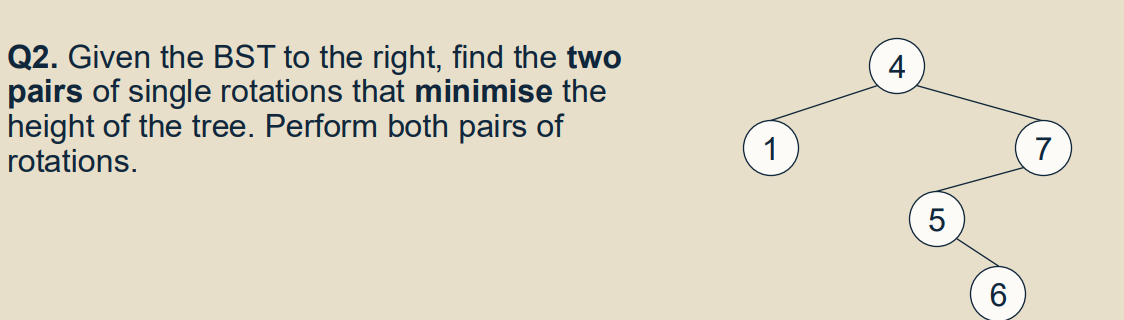 Q2. Given the BST to the right, find the two
pairs of single rotations that minimise the
height of the tree. Perform both pairs of
rotations.
4
1
7
5
6